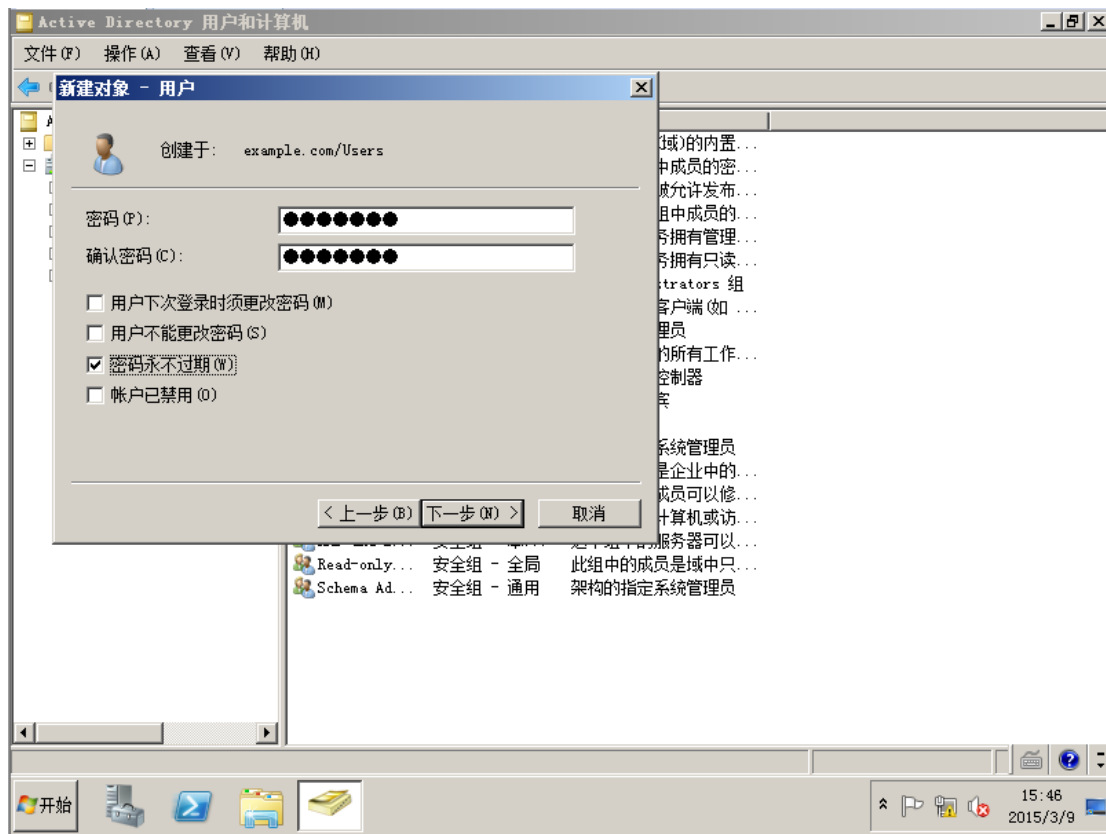 Active Directory 用户和计算机
文件(F) 操作(A) 查看(V) 帮助(H)
新建对象 - 用户
创建于: example.com/Users
密码(P):
确认密码(C):
用户下次登录时须更改密码(M)
用户不能更改密码(S)
密码永不过期(W)
帐户已禁用(O)
< 上一步(B) 下一步(N) > 取消
域)的内置...
中成员的密...
被允许发布...
组中成员的...
务拥有管理...
务拥有只读...
strators 组
客户端(如 ...
理员
的所有工作...
控制器
宾
系统管理员
是企业中的...
成员可以修...
计算机或访...
服务器可以...
Read-only... 安全组 - 全局 此组中的成员是域中只...
Schema Ad... 安全组 - 通用 架构的指定系统管理员
开始
15:46
2015/3/9